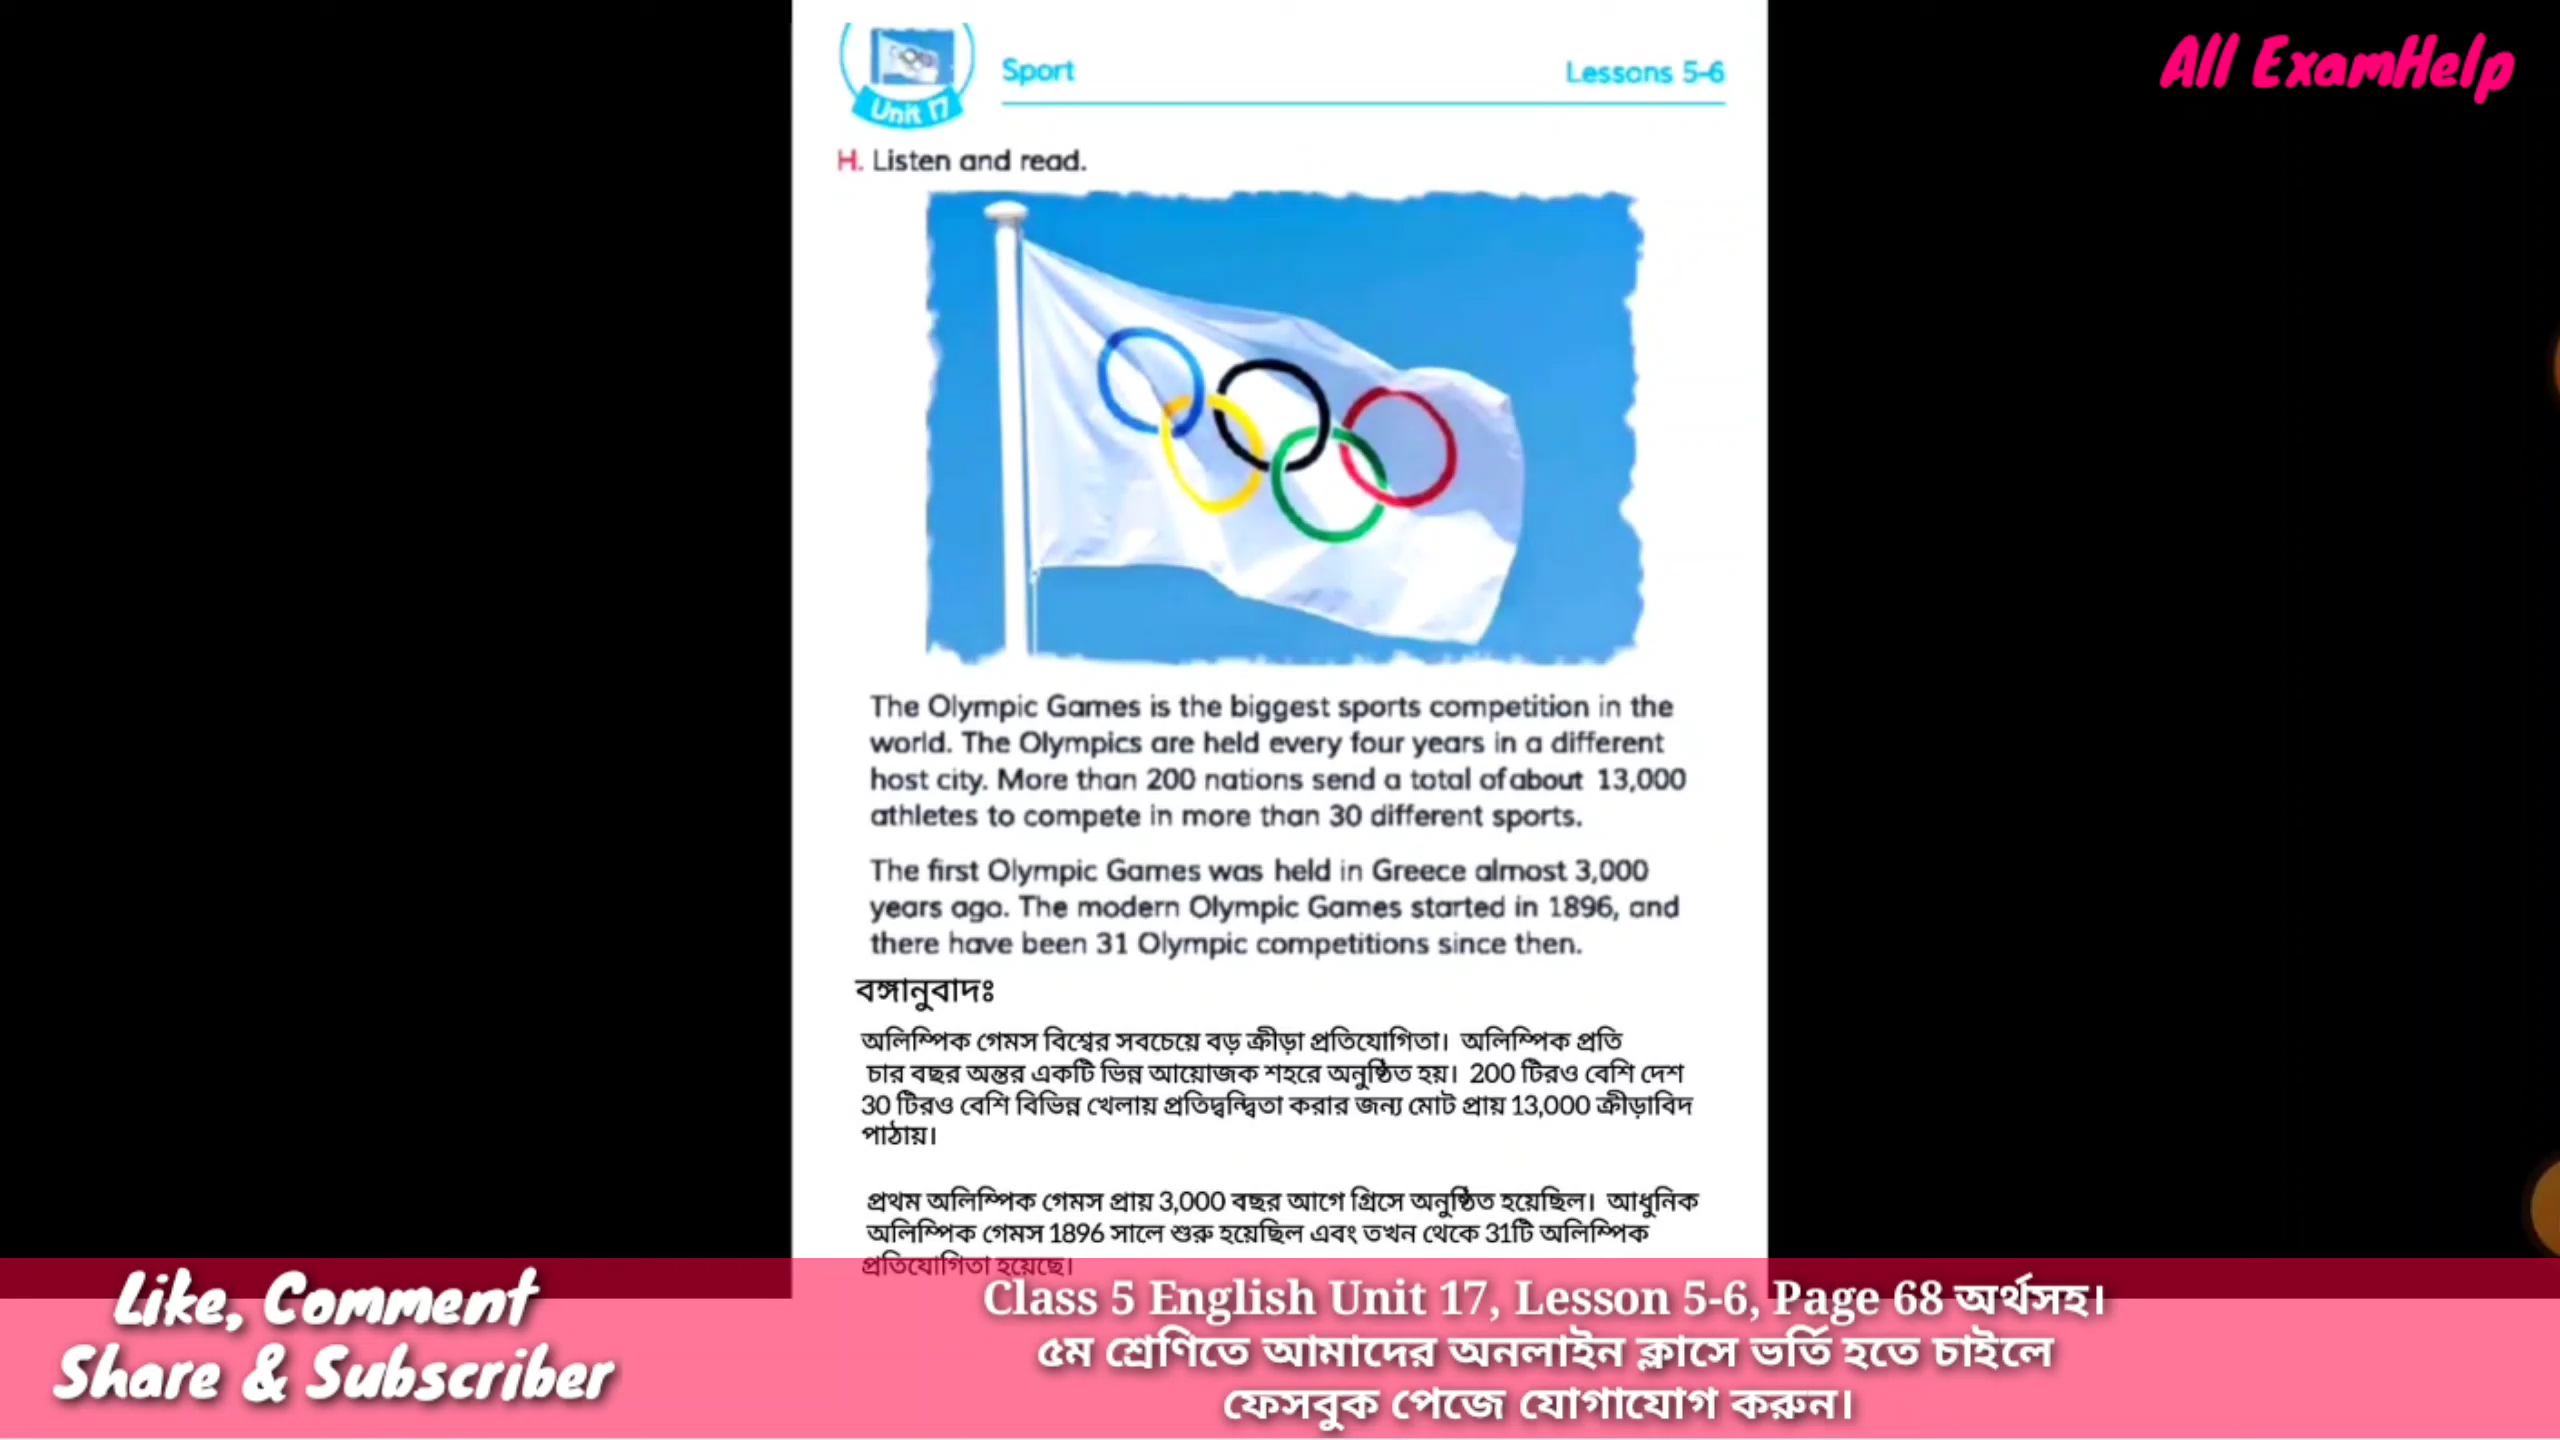 All ExamHelp
Unit 17
Sport
Lessons 5-6
H. Listen and read.
The Olympic Games is the biggest sports competition in the
world. The Olympics are held every four years in a different
host city. More than 200 nations send a total of about 13,000
athletes to compete in more than 30 different sports.
The first Olympic Games was held in Greece almost 3,000
years ago. The modern Olympic Games started in 1896, and
there have been 31 Olympic competitions since then.
বঙ্গানুবাদঃ
অলিম্পিক গেমস বিশ্বের সবচেয়ে বড় ক্রীড়া প্রতিযোগিতা। অলিম্পিক প্রতি
চার বছর অন্তর একটি ভিন্ন আয়োজক শহরে অনুষ্ঠিত হয়। 200 টিরও বেশি দেশ
30 টিরও বেশি বিভিন্ন খেলায় প্রতিদ্বন্দ্বিতা করার জন্য মোট প্রায় 13,000 ক্রীড়াবিদ
পাঠায়।
প্রথম অলিম্পিক গেমস প্রায় 3,000 বছর আগে গ্রিসে অনুষ্ঠিত হয়েছিল। আধুনিক
অলিম্পিক গেমস 1896 সালে শুরু হয়েছিল এবং তখন থেকে 31টি অলিম্পিক
প্রতিযোগিতা হয়েছে।
Like, Comment
Share & Subscriber
Class 5 English Unit 17, Lesson 5-6, Page 68 অর্থসহ।
৫ম শ্রেণিতে আমাদের অনলাইন ক্লাসে ভর্তি হতে চাইলে
ফেসবুক পেজে যোগাযোগ করুন।